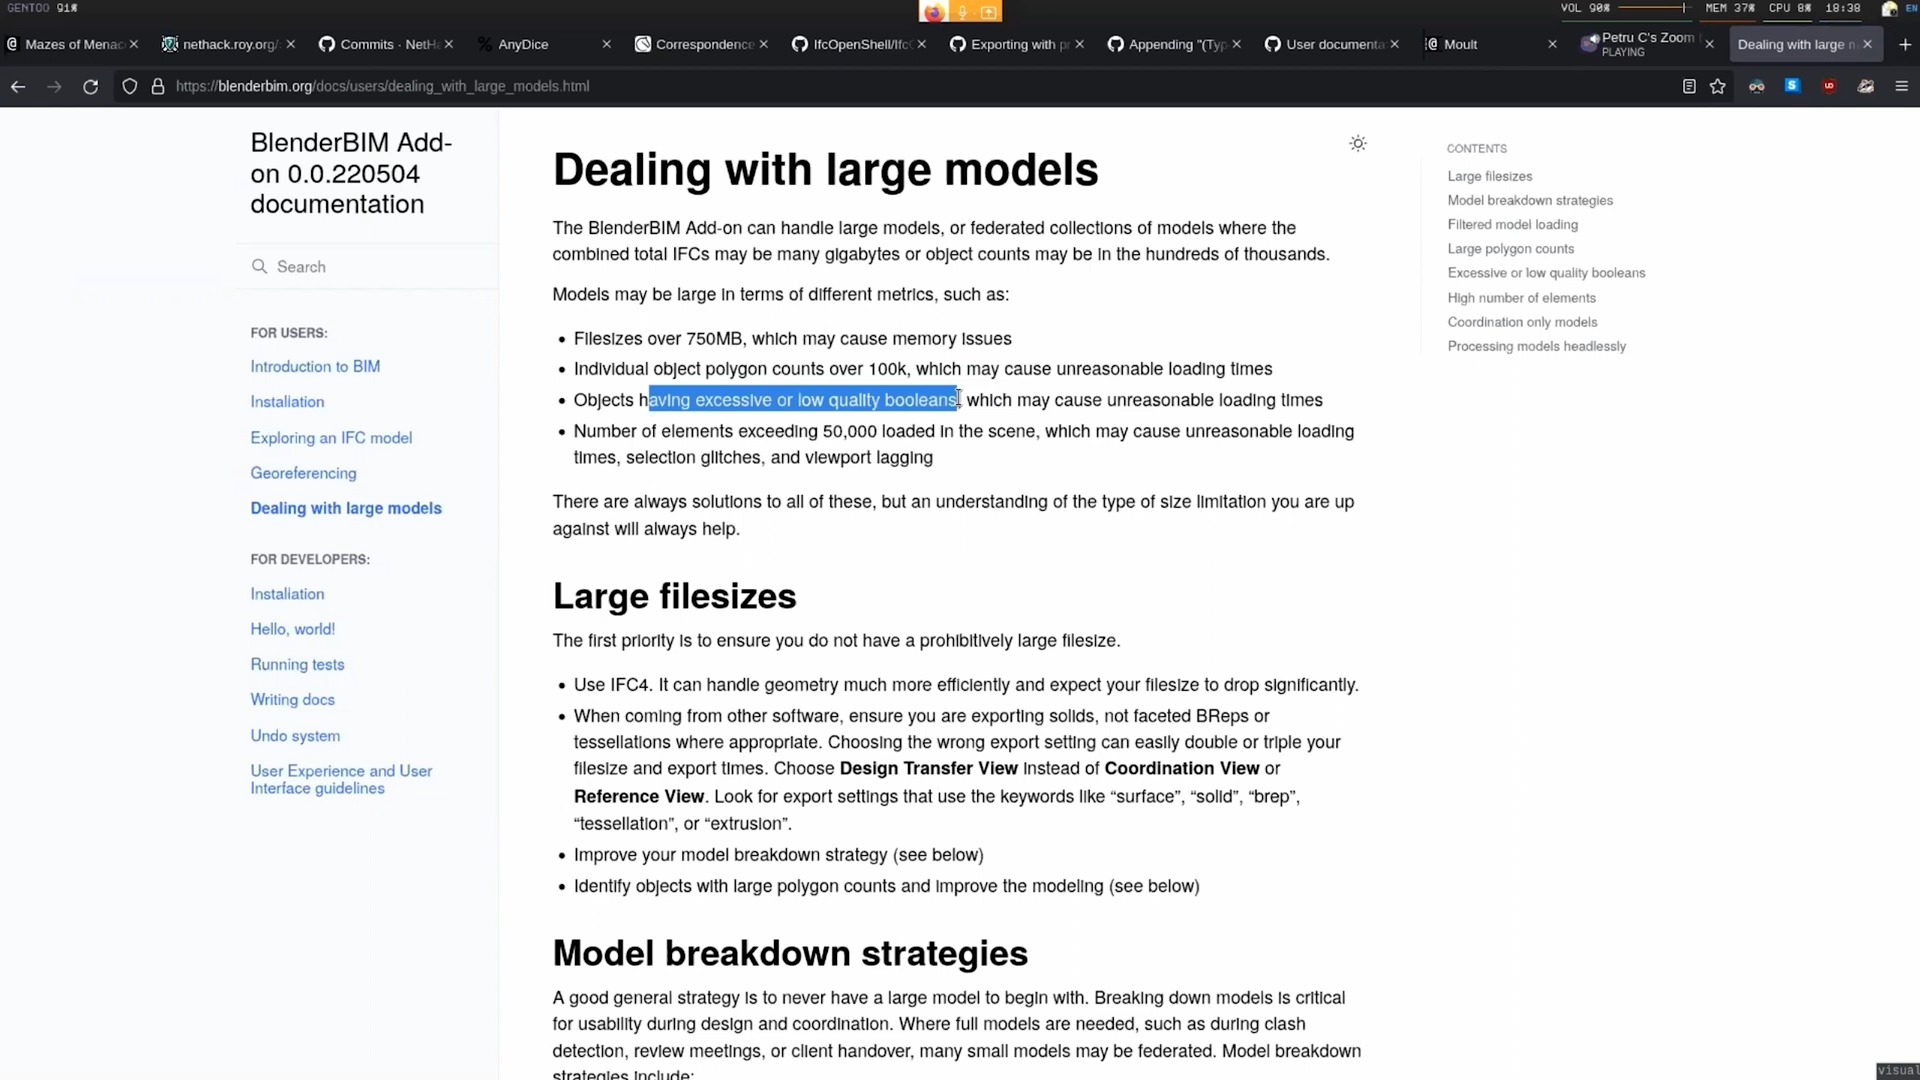 GENTOO 91%
VOL 90%
MEM 37%
CPU 8%
18:38
EN
Mazes of Menac
nethack.roy.org/
Commits · NetH
AnyDice
Correspondence
IfcOpenShell/Ifc
Exporting with p
Appending "(Typ
User documenta
Moult
Petru C's Zoom
PLAYING
Dealing with large n
https://blenderbim.org/docs/users/dealing_with_large_models.html
BlenderBIM Add-
on 0.0.220504
documentation
Search
FOR USERS:
Introduction to BIM
Installation
Exploring an IFC model
Georeferencing
Dealing with large models
FOR DEVELOPERS:
Installation
Hello, world!
Running tests
Writing docs
Undo system
User Experience and User
Interface guidelines
Dealing with large models
The BlenderBIM Add-on can handle large models, or federated collections of models where the
combined total IFCs may be many gigabytes or object counts may be in the hundreds of thousands.
Models may be large in terms of different metrics, such as:
• Filesizes over 750MB, which may cause memory issues
• Individual object polygon counts over 100k, which may cause unreasonable loading times
• Objects having excessive or low quality booleans, which may cause unreasonable loading times
• Number of elements exceeding 50,000 loaded in the scene, which may cause unreasonable loading
times, selection glitches, and viewport lagging
There are always solutions to all of these, but an understanding of the type of size limitation you are up
against will always help.
Large filesizes
The first priority is to ensure you do not have a prohibitively large filesize.
• Use IFC4. It can handle geometry much more efficiently and expect your filesize to drop significantly.
• When coming from other software, ensure you are exporting solids, not faceted BReps or
tessellations where appropriate. Choosing the wrong export setting can easily double or triple your
filesize and export times. Choose Design Transfer View instead of Coordination View or
Reference View. Look for export settings that use the keywords like “surface”, “solid”, “brep”,
“tessellation”, or “extrusion”.
• Improve your model breakdown strategy (see below)
• Identify objects with large polygon counts and improve the modeling (see below)
Model breakdown strategies
A good general strategy is to never have a large model to begin with. Breaking down models is critical
for usability during design and coordination. Where full models are needed, such as during clash
detection, review meetings, or client handover, many small models may be federated. Model breakdown
strategies include:
CONTENTS
Large filesizes
Model breakdown strategies
Filtered model loading
Large polygon counts
Excessive or low quality booleans
High number of elements
Coordination only models
Processing models headlessly
visual